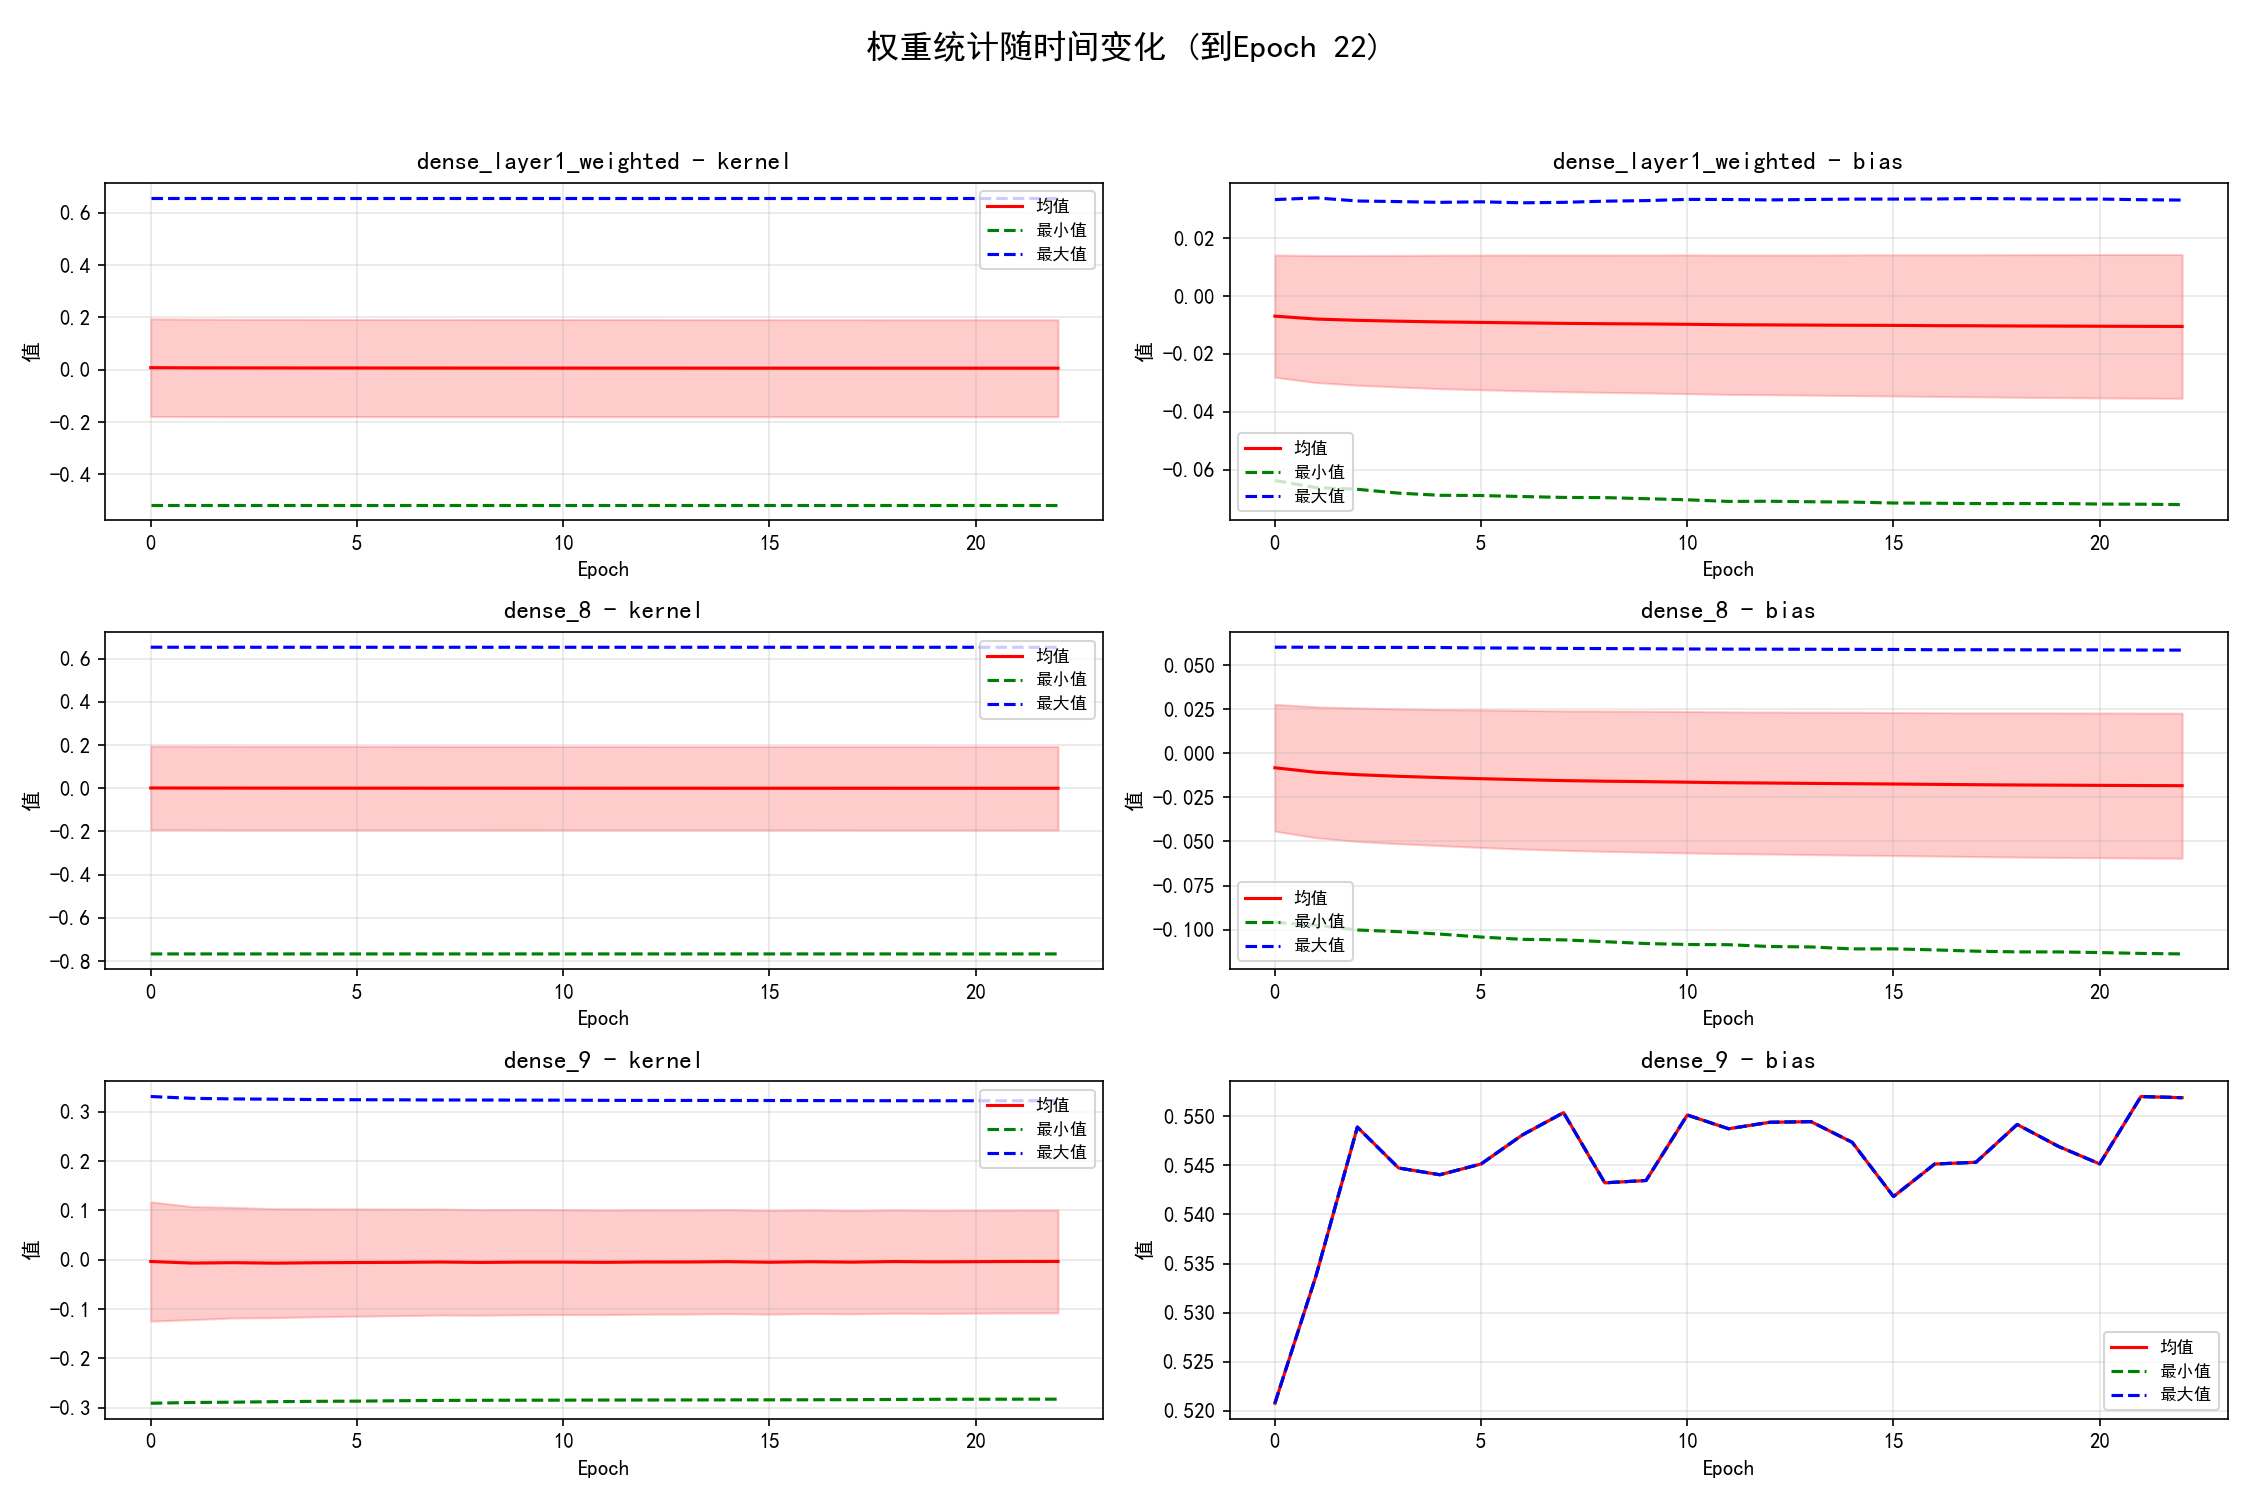 权重统计随时间变化 (到Epoch 22)
dense_layer1_weighted - kernel
值
0.6
0.4
0.2
0.0
-0.2
-0.4
均值
最小值
最大值
0 5 10 15 20
Epoch
dense_layer1_weighted - bias
值
0.02
0.00
-0.02
-0.04
-0.06
均值
最小值
最大值
0 5 10 15 20
Epoch
dense_8 - kernel
值
0.6
0.4
0.2
0.0
-0.2
-0.4
-0.6
-0.8
均值
最小值
最大值
0 5 10 15 20
Epoch
dense_8 - bias
值
0.050
0.025
0.000
-0.025
-0.050
-0.075
-0.100
均值
最小值
最大值
0 5 10 15 20
Epoch
dense_9 - kernel
值
0.3
0.2
0.1
0.0
-0.1
-0.2
-0.3
均值
最小值
最大值
0 5 10 15 20
Epoch
dense_9 - bias
值
0.550
0.545
0.540
0.535
0.530
0.525
0.520
均值
最小值
最大值
0 5 10 15 20
Epoch